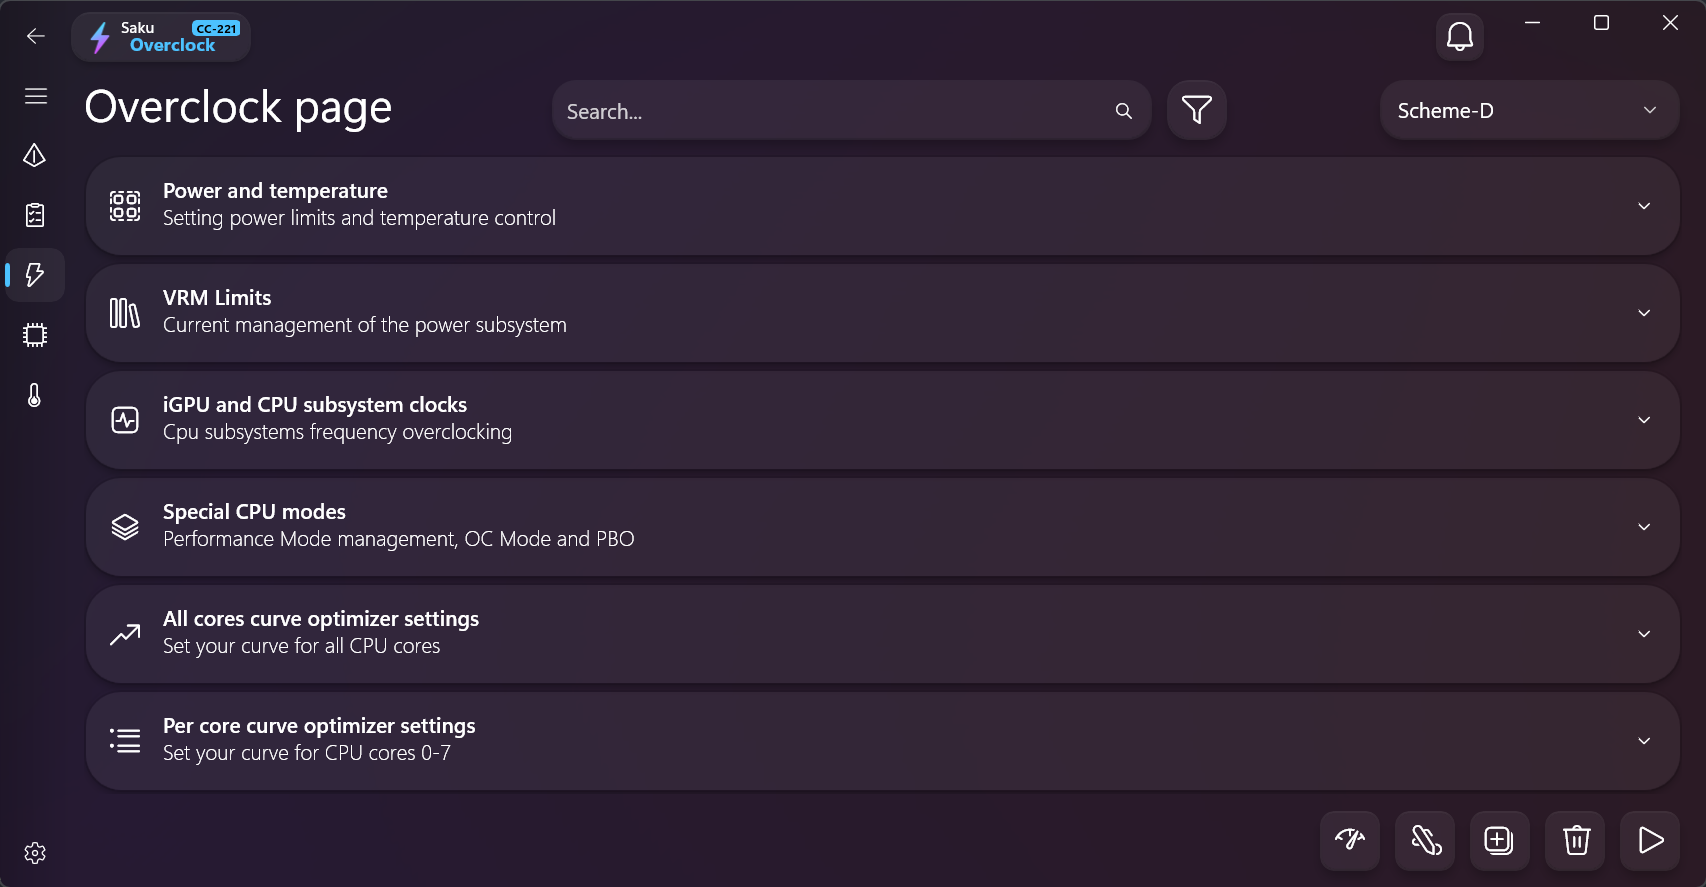 Saku
CC-221
Overclock
Overclock page
Search...
Scheme-D
Power and temperature
Setting power limits and temperature control
VRM Limits
Current management of the power subsystem
iGPU and CPU subsystem clocks
Cpu subsystems frequency overclocking
Special CPU modes
Performance Mode management, OC Mode and PBO
All cores curve optimizer settings
Set your curve for all CPU cores
Per core curve optimizer settings
Set your curve for CPU cores 0-7